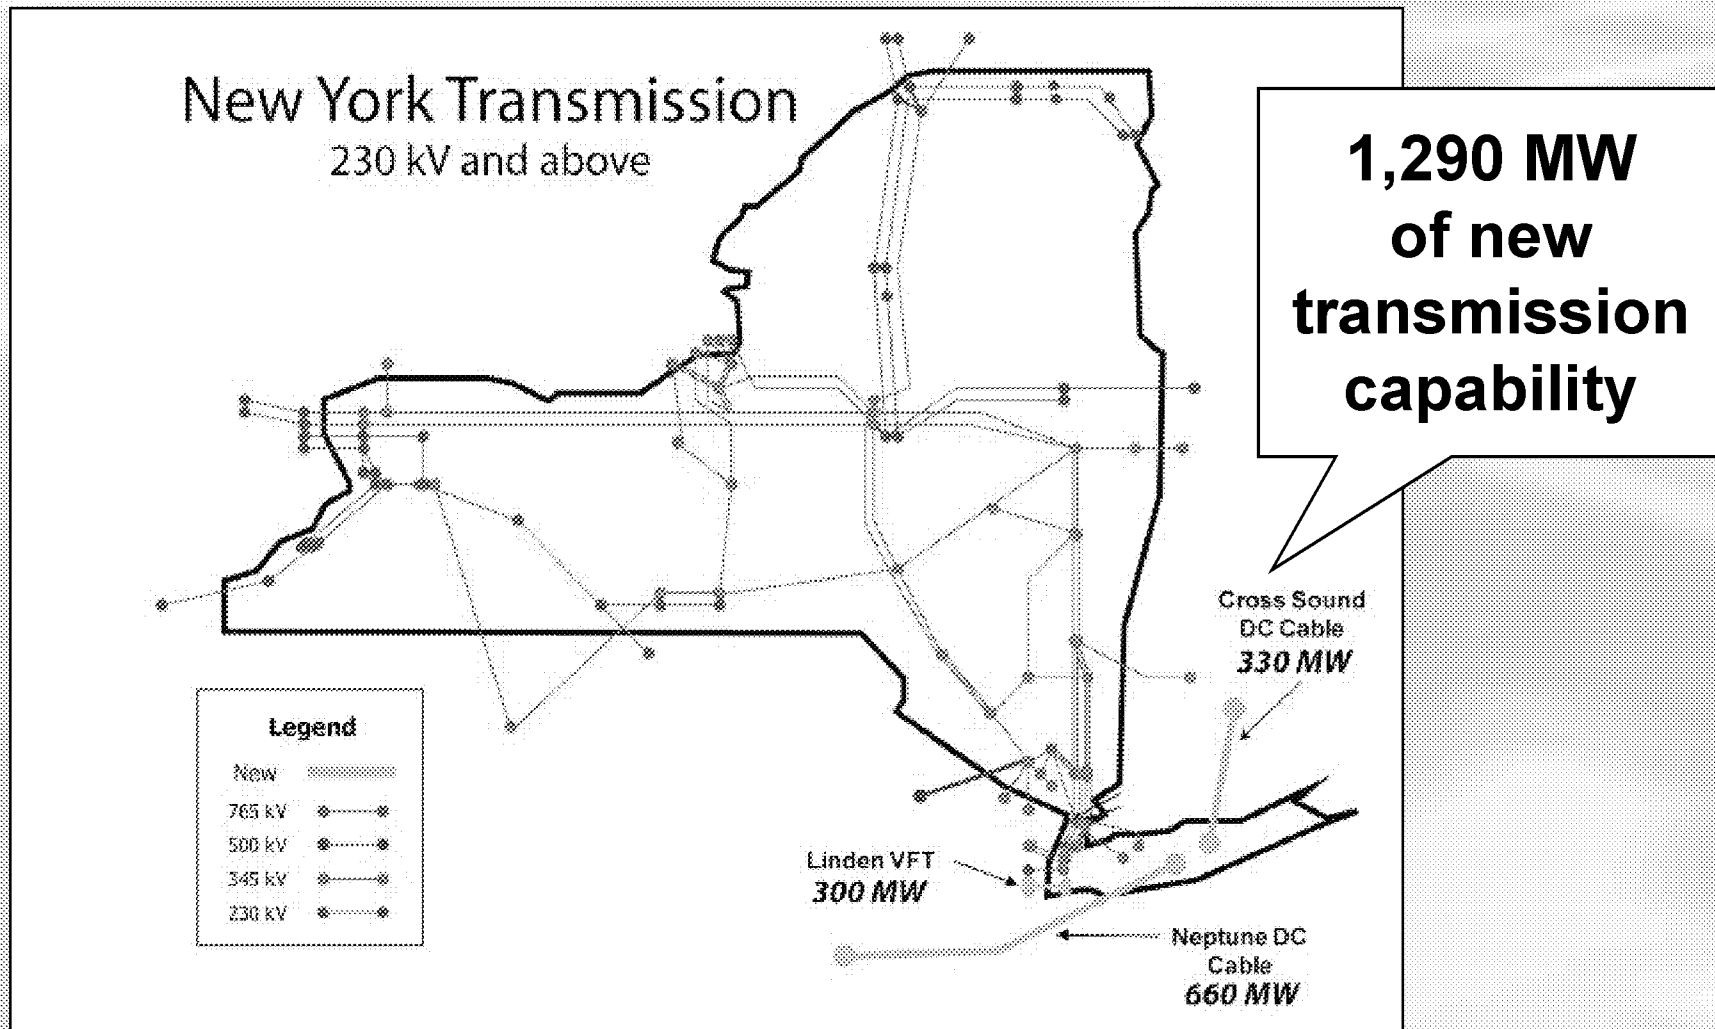 New York Transmission
230 kV and above
1,290 MW
of new
transmission
capability
Cross Sound
DC Cable
330 MW
Legend
New
765 kV
500 kV
345 kV
230 kV
Linden VFT
300 MW
Neptune DC
Cable
660 MW